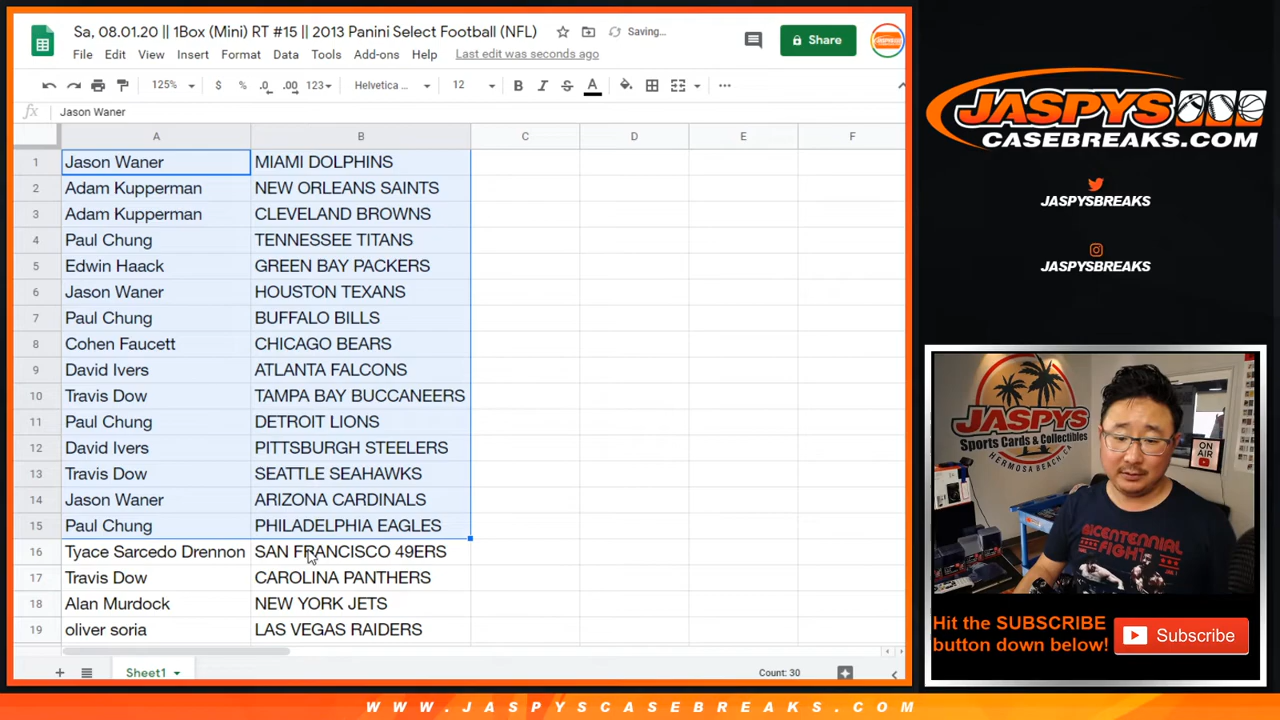 Sa, 08.01.20 || 1Box (Mini) RT #15 || 2013 Panini Select Football (NFL) Saving...
File Edit View Insert Format Data Tools Add-ons Help Last edit was seconds ago
Share
125% $ % .0 .00 123 Helvetica ... 12 B I S A ...
fx Jason Waner
A B C D E F
1 Jason Waner MIAMI DOLPHINS
2 Adam Kupperman NEW ORLEANS SAINTS
3 Adam Kupperman CLEVELAND BROWNS
4 Paul Chung TENNESSEE TITANS
5 Edwin Haack GREEN BAY PACKERS
6 Jason Waner HOUSTON TEXANS
7 Paul Chung BUFFALO BILLS
8 Cohen Faucett CHICAGO BEARS
9 David Ivers ATLANTA FALCONS
10 Travis Dow TAMPA BAY BUCCANEERS
11 Paul Chung DETROIT LIONS
12 David Ivers PITTSBURGH STEELERS
13 Travis Dow SEATTLE SEAHAWKS
14 Jason Waner ARIZONA CARDINALS
15 Paul Chung PHILADELPHIA EAGLES
16 Tyace Sarcedo Drennon SAN FRANCISCO 49ERS
17 Travis Dow CAROLINA PANTHERS
18 Alan Murdock NEW YORK JETS
19 oliver soria LAS VEGAS RAIDERS
Sheet1 Count: 30
JASPYS
CASEBREAKS.COM
JASPYSBREAKS
JASPYSBREAKS
JASPYS
Sports Cards & Collectibles
HERMOSA BEACH, CA
ON
AIR
BICENTENNIAL
FIGHT
Hit the SUBSCRIBE
button down below!
Subscribe
WWW.JASPYSCASEBREAKS.COM